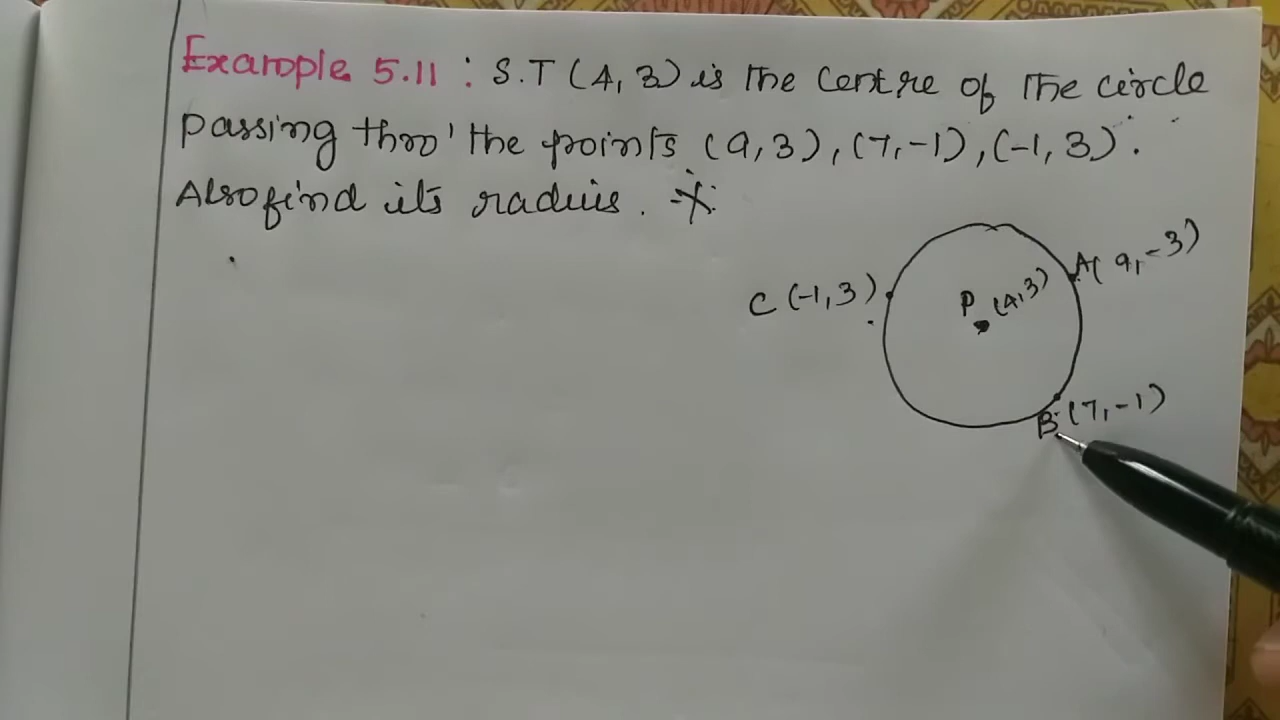 Example 5.11 : S.T (4, 3) is the centre of the circle
passing thro' the points (9, 3), (7, -1), (-1, 3).
Also find its radius.
A(9, -3)
C (-1, 3)
P (4, 3)
B (7, -1)